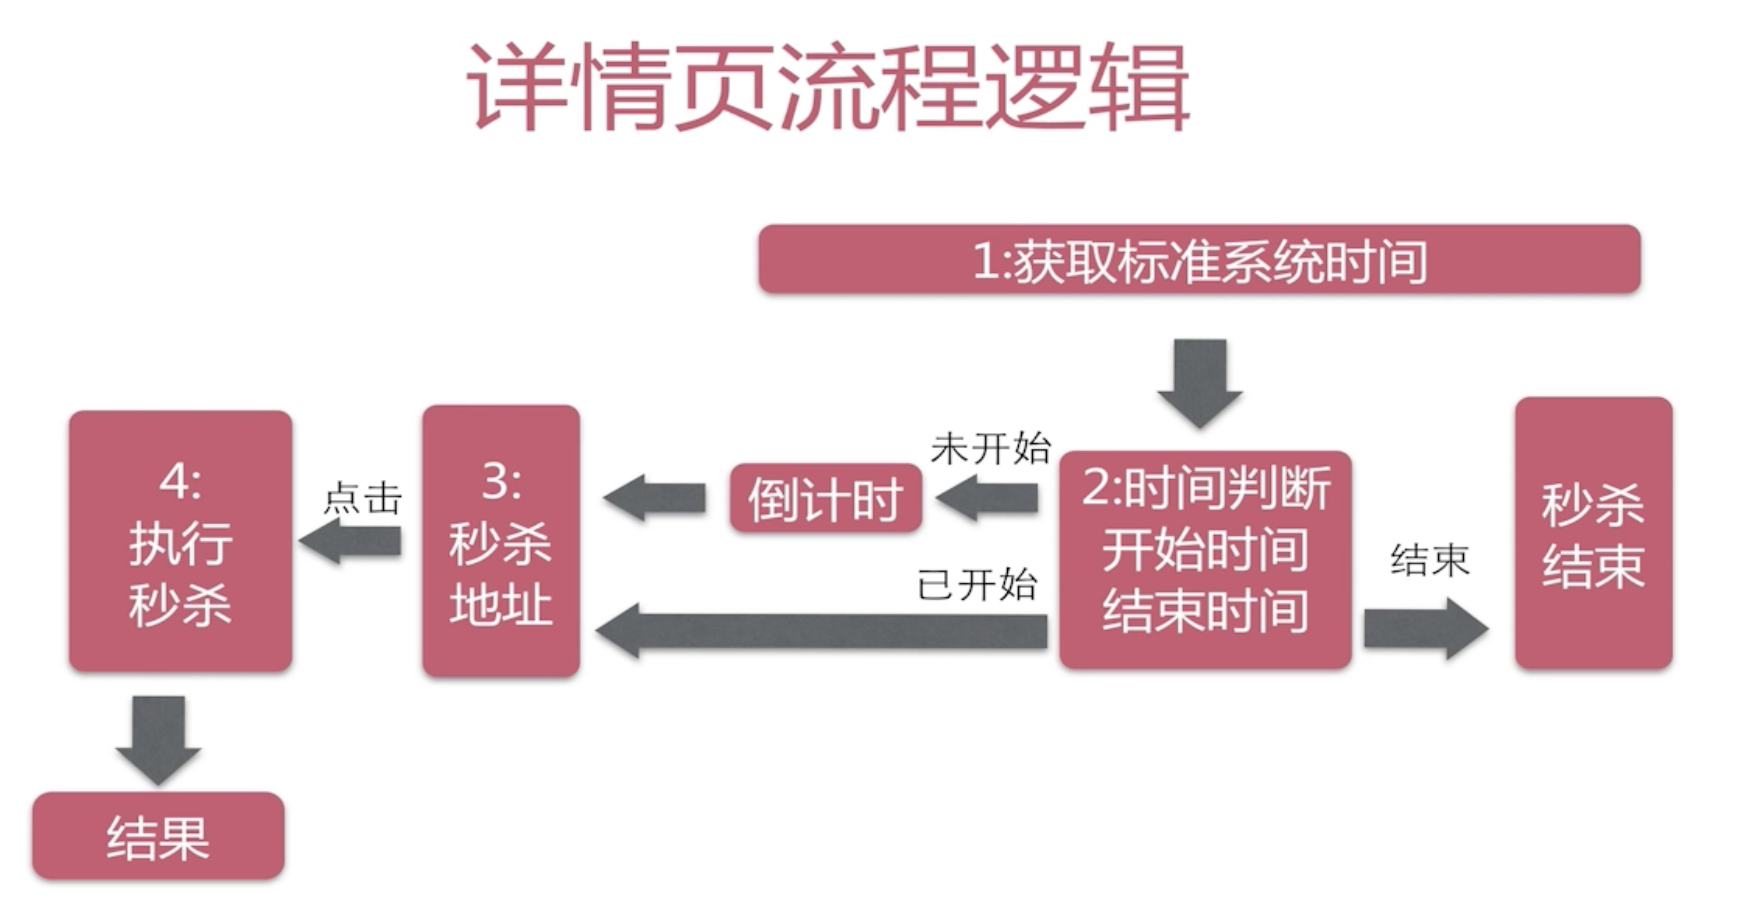 详情页流程逻辑
1:获取标准系统时间
2:时间判断
开始时间
结束时间
未开始
倒计时
已开始
结束
秒杀
结束
3:
秒杀
地址
点击
4:
执行
秒杀
结果